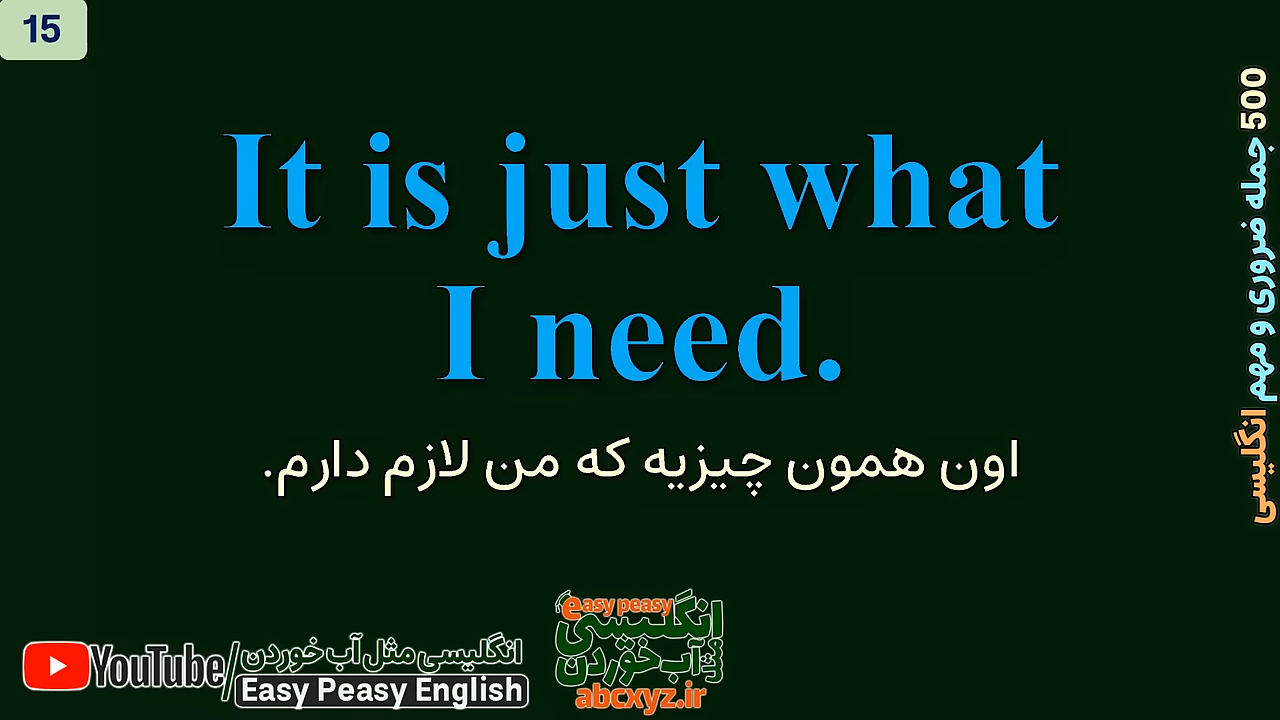 15
It is just what
I need.
اون همون چیزیه که من لازم دارم.
500 جمله ضروری و مهم انگلیسی
YouTube/
انگلیسی مثل آب خوردن
Easy Peasy English
easy peasy
انگلیسی
مثل
آب خوردن
abcxyz.ir